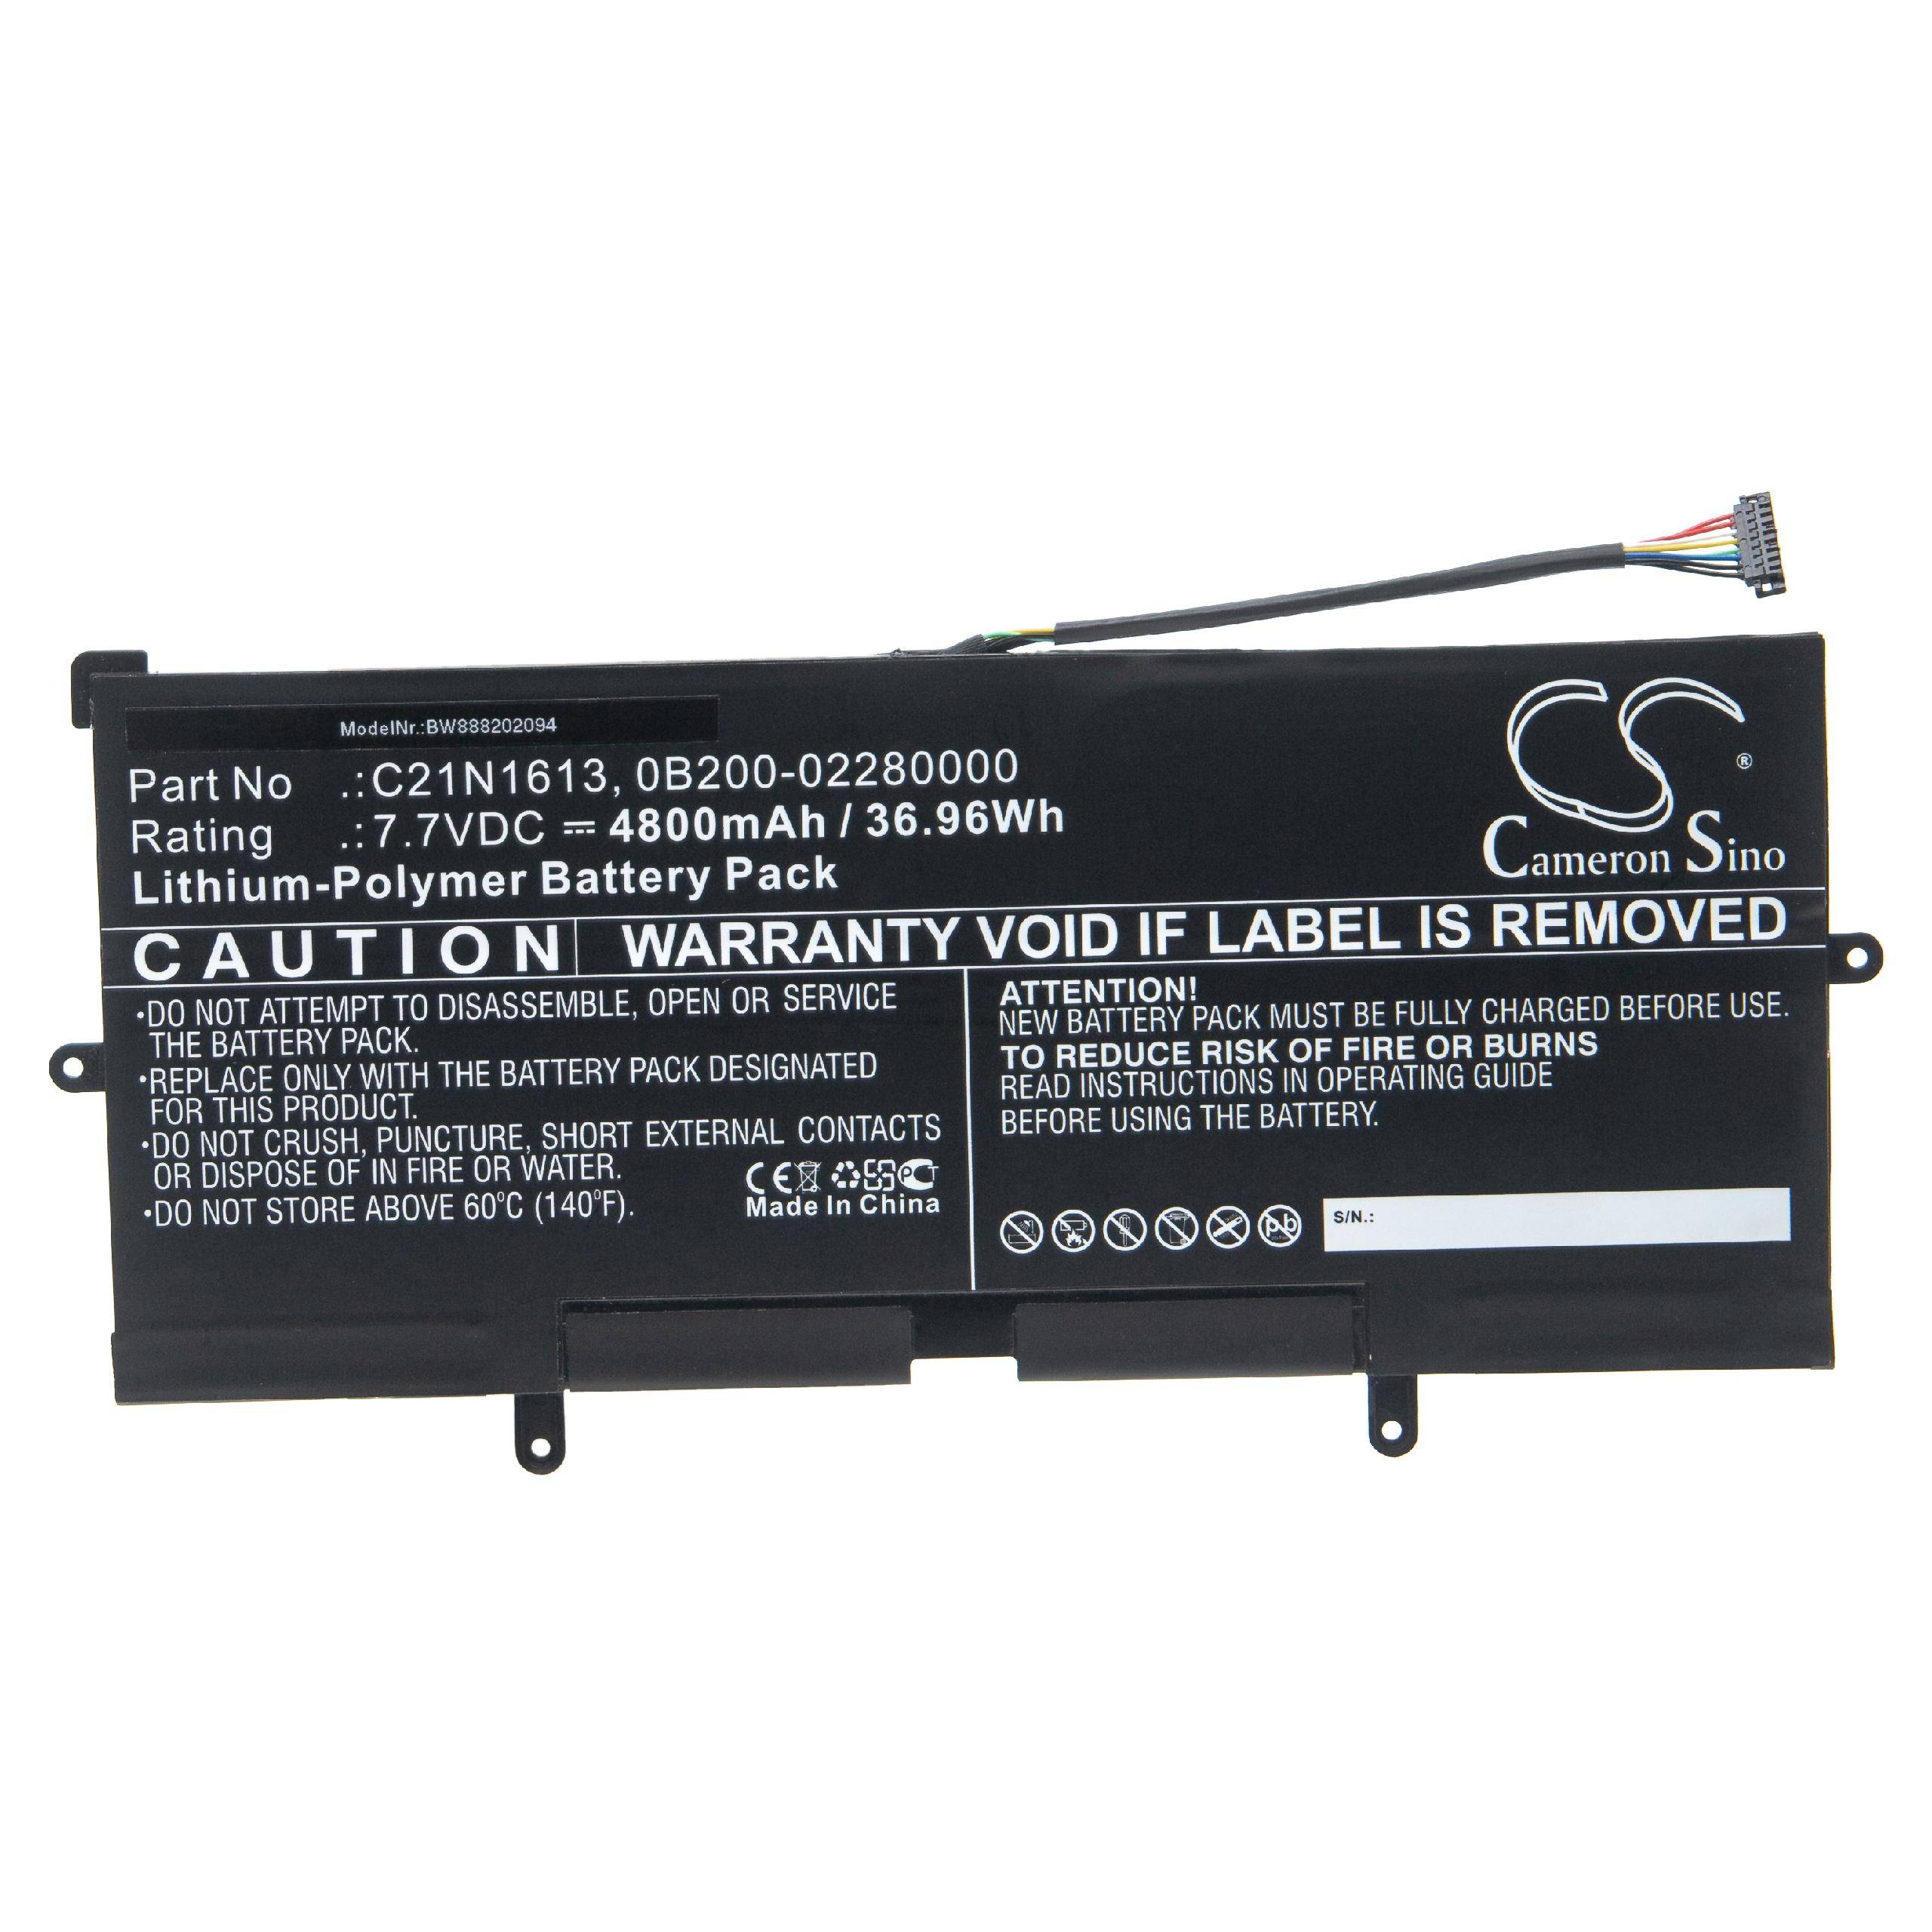 ModelNr.:BW888202094
Part No .:C21N1613, 0B200-02280000
Rating .:7.7VDC ⎓ 4800mAh / 36.96Wh
Lithium-Polymer Battery Pack
CS ®
Cameron Sino
CAUTION
WARRANTY VOID IF LABEL IS REMOVED
•DO NOT ATTEMPT TO DISASSEMBLE, OPEN OR SERVICE
THE BATTERY PACK.
•REPLACE ONLY WITH THE BATTERY PACK DESIGNATED
FOR THIS PRODUCT.
•DO NOT CRUSH, PUNCTURE, SHORT EXTERNAL CONTACTS
OR DISPOSE OF IN FIRE OR WATER.
•DO NOT STORE ABOVE 60°C (140°F).
CE PCT
Made In China
ATTENTION!
NEW BATTERY PACK MUST BE FULLY CHARGED BEFORE USE.
TO REDUCE RISK OF FIRE OR BURNS
READ INSTRUCTIONS IN OPERATING GUIDE
BEFORE USING THE BATTERY.
pb
S/N.: